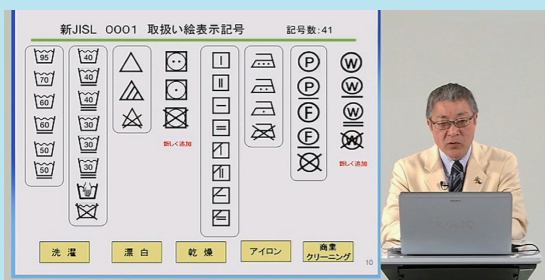 新JISL 0001 取扱い絵表示記号
記号数:41
95
70
60
60
50
50
40
40
40
30
30
30
P
P
F
F
W
W
W
W
新しく追加
新しく追加
洗濯
漂白
乾燥
アイロン
商業
クリーニング
10